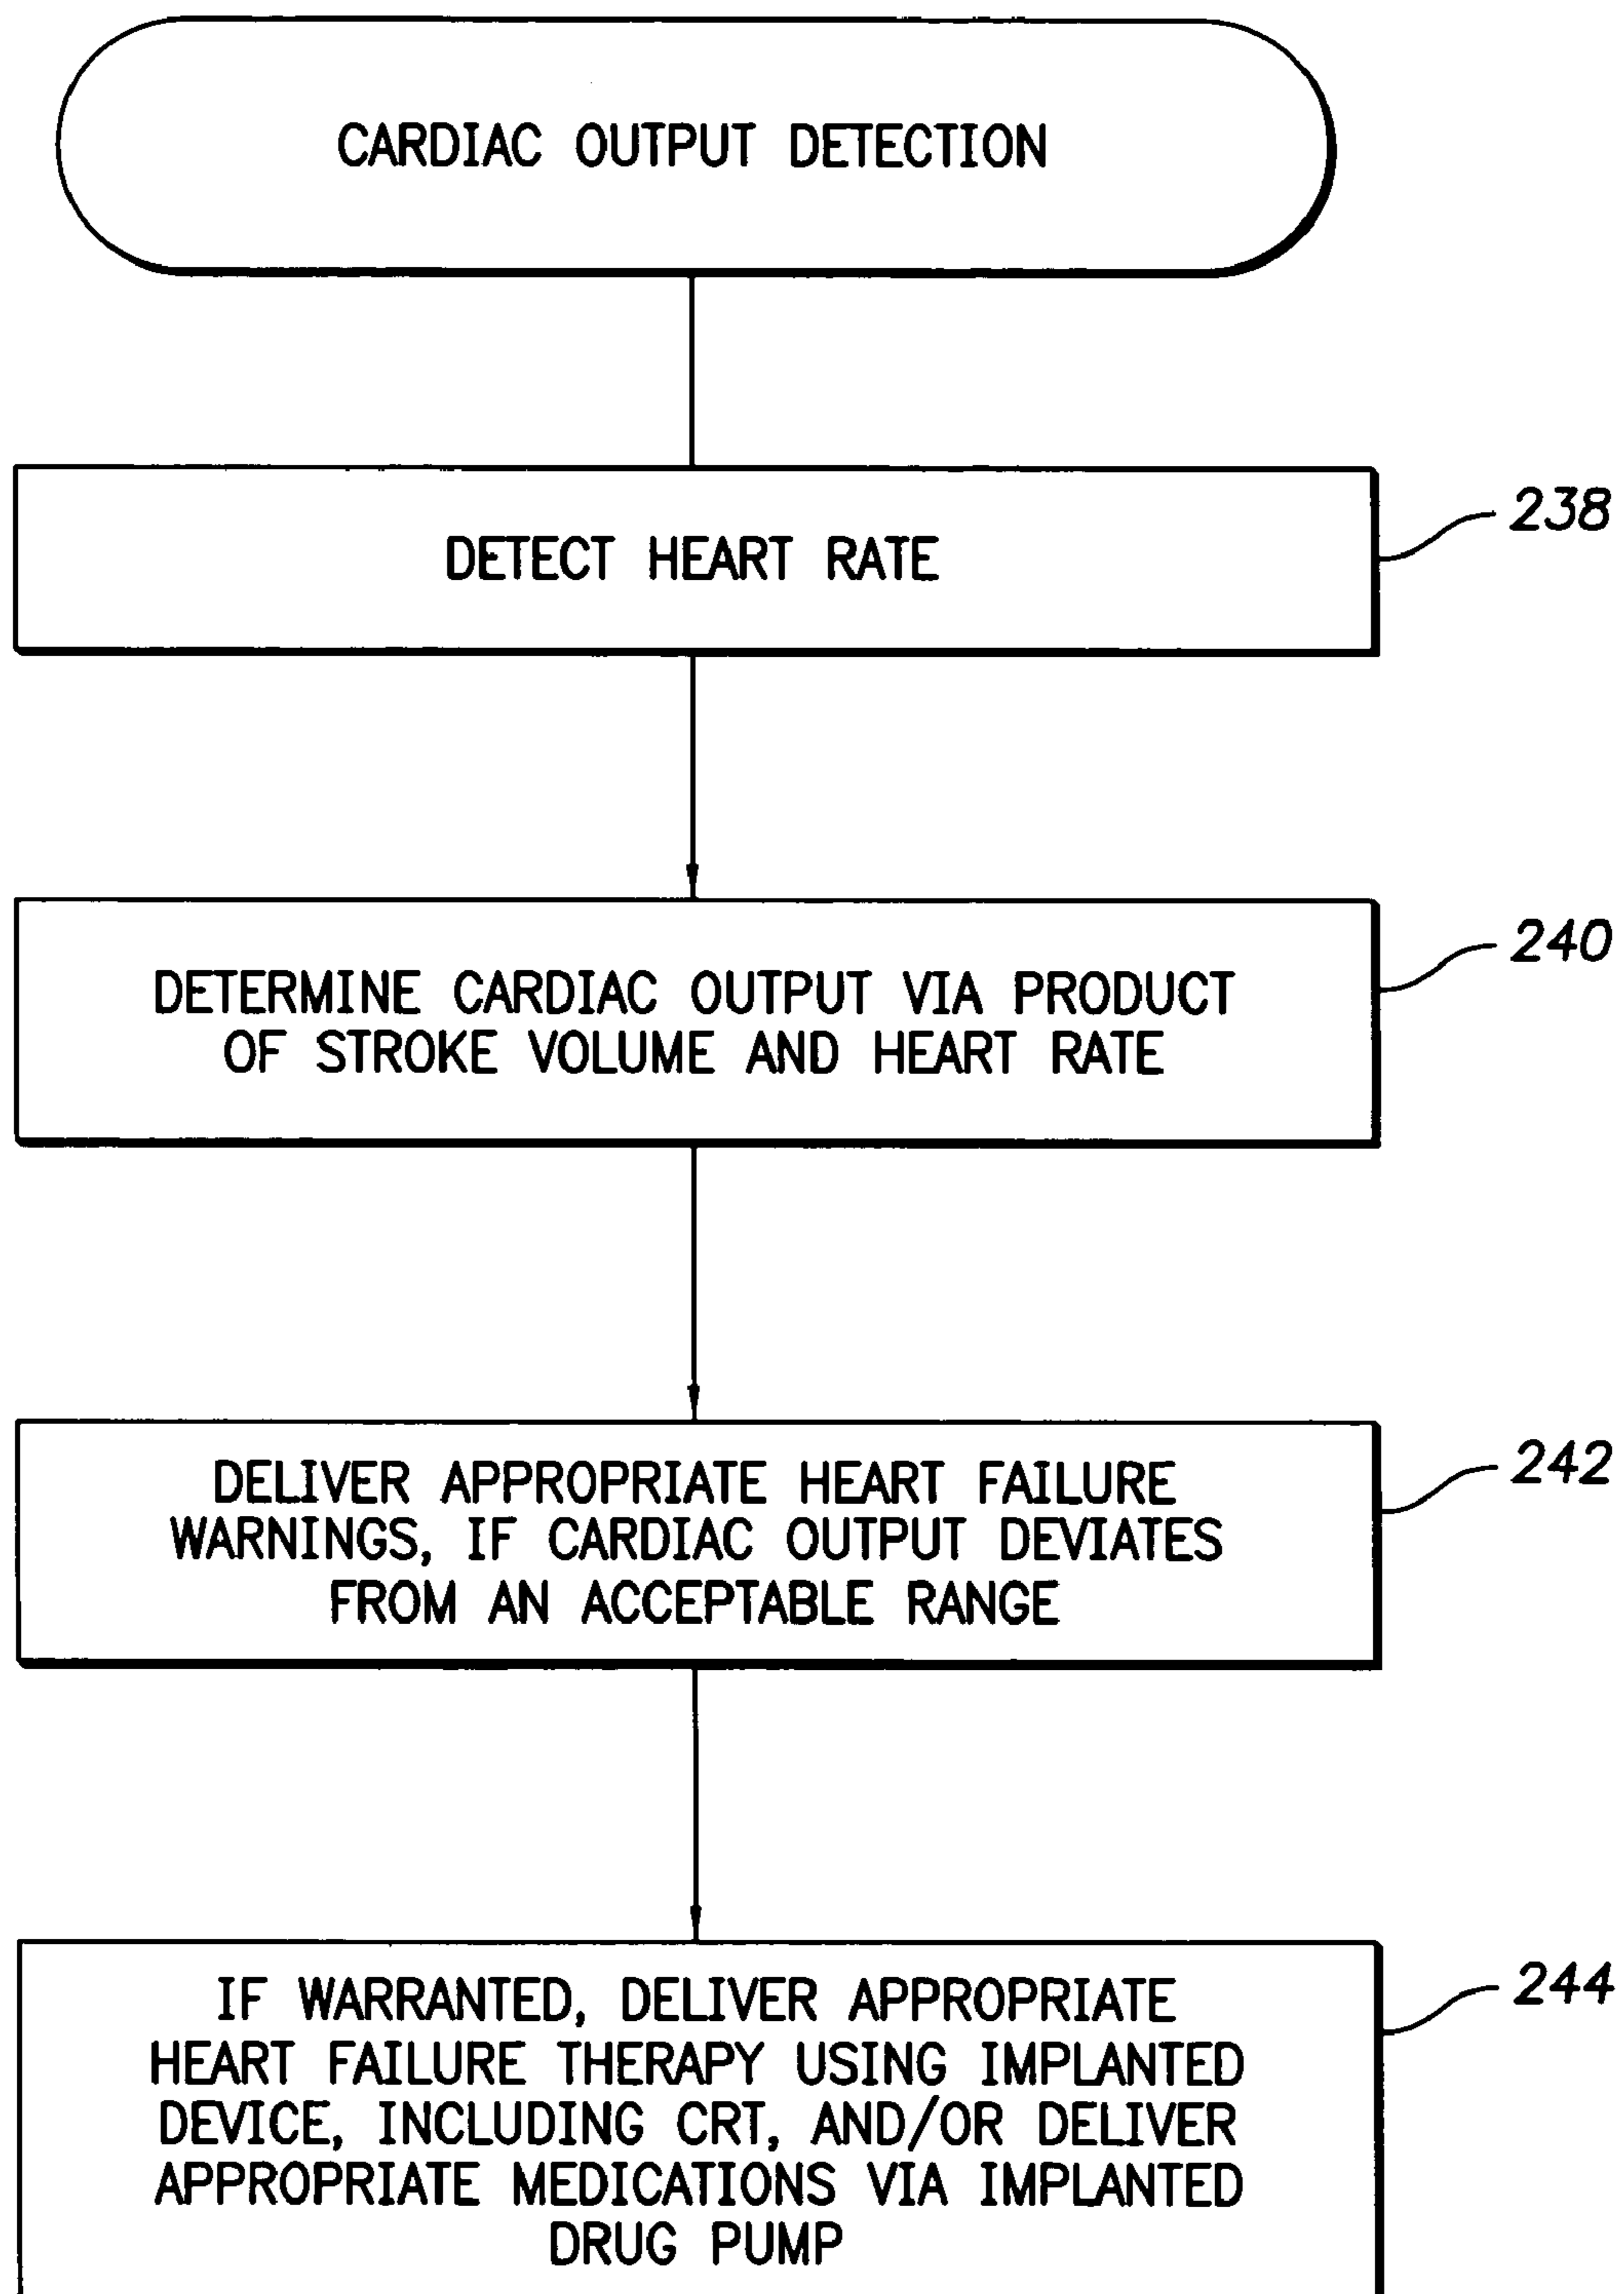 CARDIAC OUTPUT DETECTION
DETECT HEART RATE
238
DETERMINE CARDIAC OUTPUT VIA PRODUCT
OF STROKE VOLUME AND HEART RATE
240
DELIVER APPROPRIATE HEART FAILURE
WARNINGS, IF CARDIAC OUTPUT DEVIATES
FROM AN ACCEPTABLE RANGE
242
IF WARRANTED, DELIVER APPROPRIATE
HEART FAILURE THERAPY USING IMPLANTED
DEVICE, INCLUDING CRT, AND/OR DELIVER
APPROPRIATE MEDICATIONS VIA IMPLANTED
DRUG PUMP
244